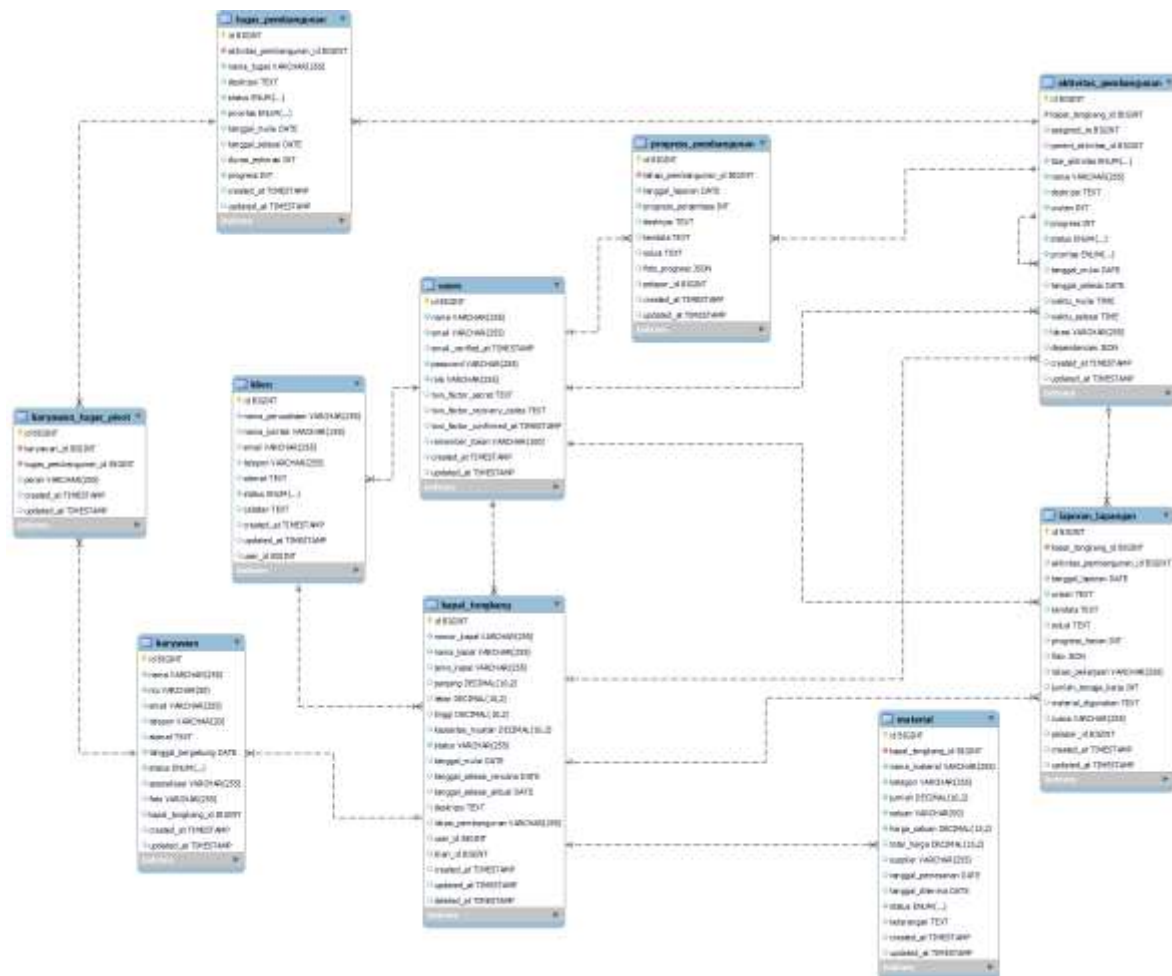 tugas_pembangunan
id BIGINT
aktivitas_pembangunan_id BIGINT
nama_tugas VARCHAR(255)
deskripsi TEXT
status ENUM(...)
prioritas ENUM(...)
tanggal_mulai DATE
tanggal_selesai DATE
durasi_estimasi INT
progress INT
created_at TIMESTAMP
updated_at TIMESTAMP
Indexes
aktivitas_pembangunan
id BIGINT
kapal_tongkang_id BIGINT
assigned_to BIGINT
parent_aktivitas_id BIGINT
tipe_aktivitas ENUM(...)
nama VARCHAR(255)
deskripsi TEXT
urutan INT
progress INT
status ENUM(...)
prioritas ENUM(...)
tanggal_mulai DATE
tanggal_selesai DATE
waktu_mulai TIME
waktu_selesai TIME
lokasi VARCHAR(255)
dependencies JSON
created_at TIMESTAMP
updated_at TIMESTAMP
Indexes
progress_pembangunan
id BIGINT
tahap_pembangunan_id BIGINT
tanggal_laporan DATE
progress_persentase INT
deskripsi TEXT
kendala TEXT
solusi TEXT
foto_progress JSON
pelapor_id BIGINT
created_at TIMESTAMP
updated_at TIMESTAMP
Indexes
users
id BIGINT
name VARCHAR(255)
email VARCHAR(255)
email_verified_at TIMESTAMP
password VARCHAR(255)
role VARCHAR(255)
two_factor_secret TEXT
two_factor_recovery_codes TEXT
two_factor_confirmed_at TIMESTAMP
remember_token VARCHAR(100)
created_at TIMESTAMP
updated_at TIMESTAMP
Indexes
klien
id BIGINT
nama_perusahaan VARCHAR(255)
nama_kontak VARCHAR(255)
email VARCHAR(255)
telepon VARCHAR(255)
alamat TEXT
status ENUM(...)
catatan TEXT
created_at TIMESTAMP
updated_at TIMESTAMP
user_id BIGINT
Indexes
karyawan_tugas_pivot
id BIGINT
karyawan_id BIGINT
tugas_pembangunan_id BIGINT
peran VARCHAR(255)
created_at TIMESTAMP
updated_at TIMESTAMP
Indexes
laporan_lapangan
id BIGINT
kapal_tongkang_id BIGINT
aktivitas_pembangunan_id BIGINT
tanggal_laporan DATE
uraian TEXT
kendala TEXT
solusi TEXT
progress_harian INT
foto JSON
lokasi_pekerjaan VARCHAR(255)
jumlah_tenaga_kerja INT
material_digunakan TEXT
cuaca VARCHAR(255)
pelapor_id BIGINT
created_at TIMESTAMP
updated_at TIMESTAMP
Indexes
kapal_tongkang
id BIGINT
nomor_kapal VARCHAR(255)
nama_kapal VARCHAR(255)
jenis_kapal VARCHAR(255)
panjang DECIMAL(10,2)
lebar DECIMAL(10,2)
tinggi DECIMAL(10,2)
kapasitas_muatan DECIMAL(10,2)
status VARCHAR(255)
tanggal_mulai DATE
tanggal_selesai_rencana DATE
tanggal_selesai_aktual DATE
deskripsi TEXT
lokasi_pembangunan VARCHAR(255)
user_id BIGINT
klien_id BIGINT
created_at TIMESTAMP
updated_at TIMESTAMP
deleted_at TIMESTAMP
Indexes
karyawan
id BIGINT
nama VARCHAR(255)
email VARCHAR(255)
telepon VARCHAR(20)
alamat TEXT
tanggal_bergabung DATE
status ENUM(...)
spesialisasi VARCHAR(255)
foto VARCHAR(255)
kapal_tongkang_id BIGINT
created_at TIMESTAMP
updated_at TIMESTAMP
Indexes
material
id BIGINT
kapal_tongkang_id BIGINT
nama_material VARCHAR(255)
kategori VARCHAR(255)
jumlah DECIMAL(10,2)
satuan VARCHAR(50)
harga_satuan DECIMAL(15,2)
total_harga DECIMAL(15,2)
supplier VARCHAR(255)
tanggal_pemesanan DATE
tanggal_diterima DATE
status ENUM(...)
keterangan TEXT
created_at TIMESTAMP
updated_at TIMESTAMP